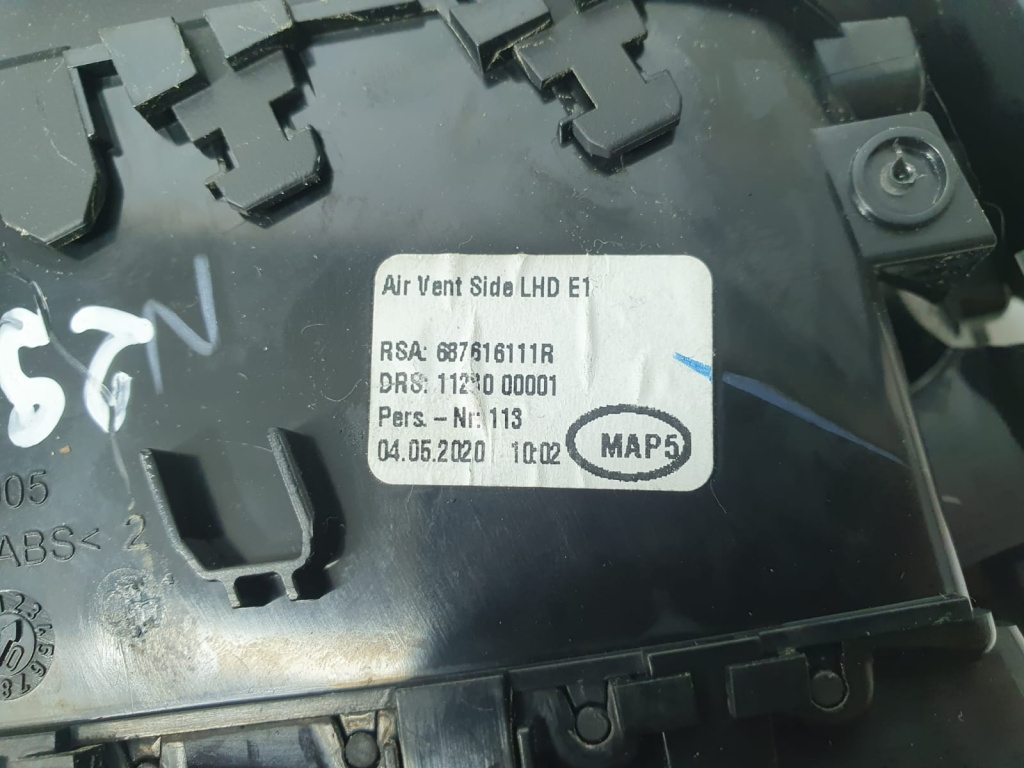 Air Vent Side LHD E1
RSA: 687616111R
DRS: 11230 00001
Pers. - Nr: 113
04.05.2020 10:02 MAP5
005
ABS< 2